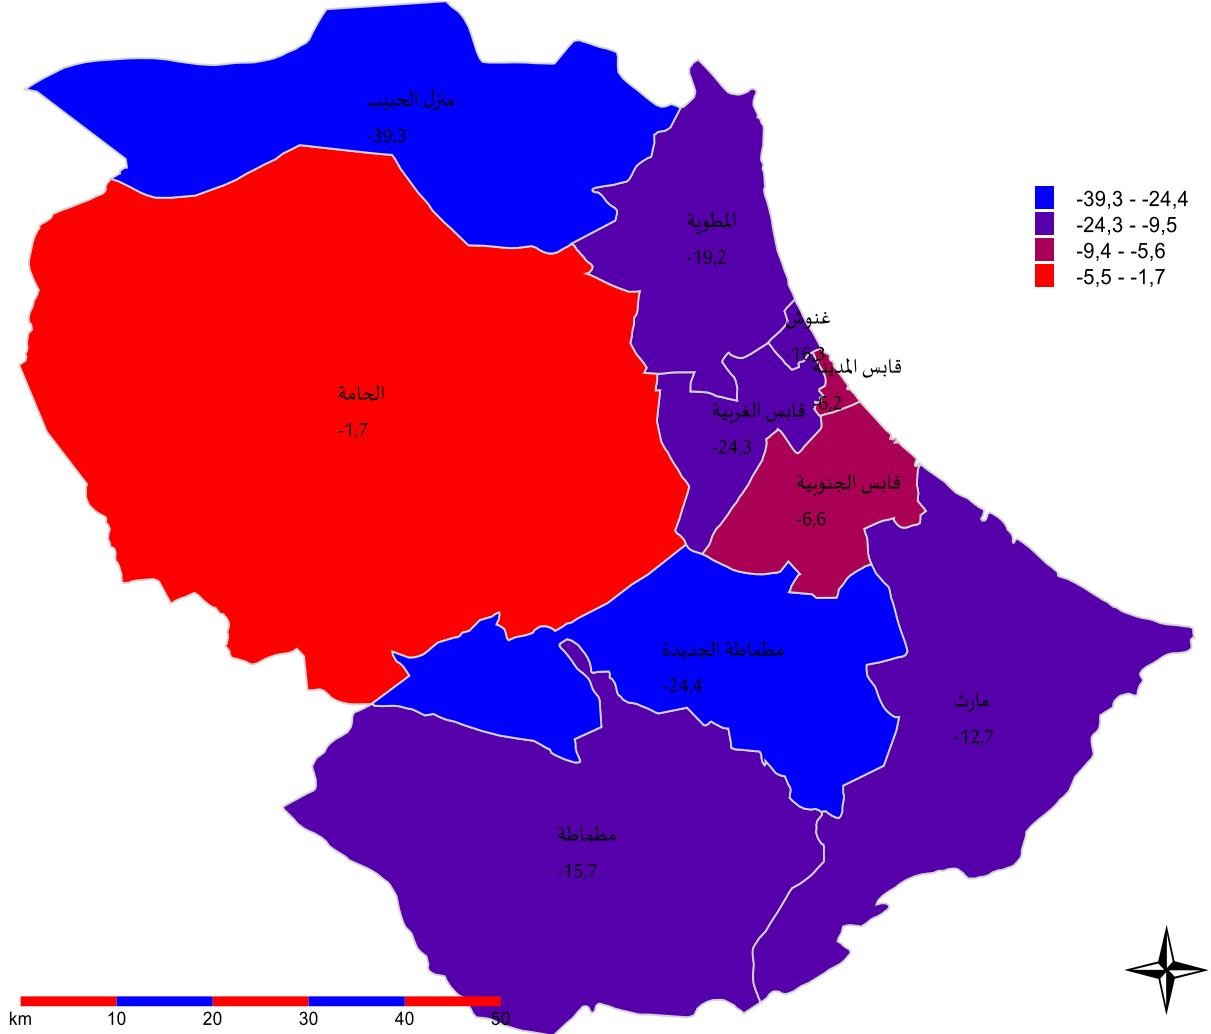 منزل الحبيب
-39,3
-39,3 - -24,4
-24,3 - -9,5
-9,4 - -5,6
-5,5 - -1,7
المطوية
-19,2
غنوش
-16,3
قابس المدينة
-6,2
الحامة
-1,7
قابس الغربية
-24,3
قابس الجنوبية
-6,6
مطماطة الجديدة
-24,4
مارث
-12,7
مطماطة
-15,7
km 10 20 30 40 50